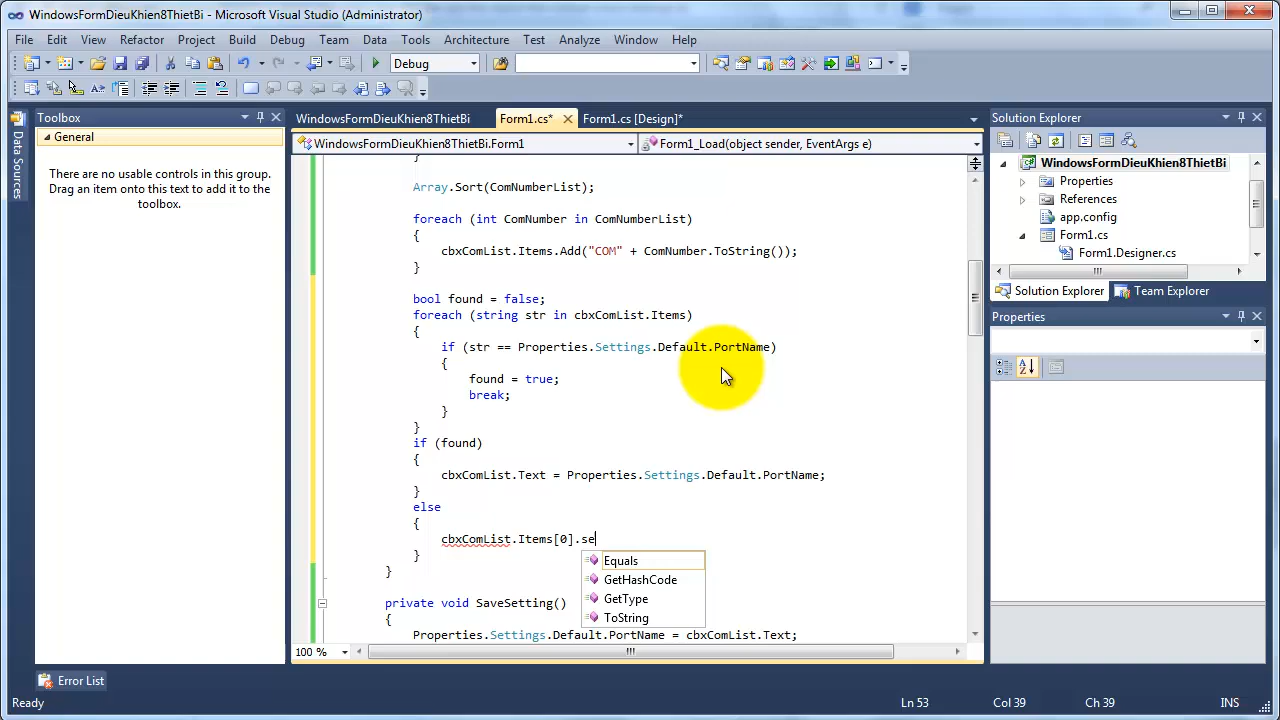 WindowsFormDieuKhien8ThietBi - Microsoft Visual Studio (Administrator)
File Edit View Refactor Project Build Debug Team Data Tools Architecture Test Analyze Window Help
Debug
Toolbox
General
There are no usable controls in this group.
Drag an item onto this text to add it to the
toolbox.
Data Sources
WindowsFormDieuKhien8ThietBi Form1.cs* Form1.cs [Design]*
WindowsFormDieuKhien8ThietBi.Form1 Form1_Load(object sender, EventArgs e)
}
Array.Sort(ComNumberList);
foreach (int ComNumber in ComNumberList)
{
cbxComList.Items.Add("COM" + ComNumber.ToString());
}
bool found = false;
foreach (string str in cbxComList.Items)
{
if (str == Properties.Settings.Default.PortName)
{
found = true;
break;
}
}
if (found)
{
cbxComList.Text = Properties.Settings.Default.PortName;
}
else
{
cbxComList.Items[0].se
}
}
Equals
GetHashCode
GetType
ToString
private void SaveSetting()
{
Properties.Settings.Default.PortName = cbxComList.Text;
100 %
Solution Explorer
WindowsFormDieuKhien8ThietBi
Properties
References
app.config
Form1.cs
Form1.Designer.cs
Solution Explorer Team Explorer
Properties
Error List
Ready Ln 53 Col 39 Ch 39 INS